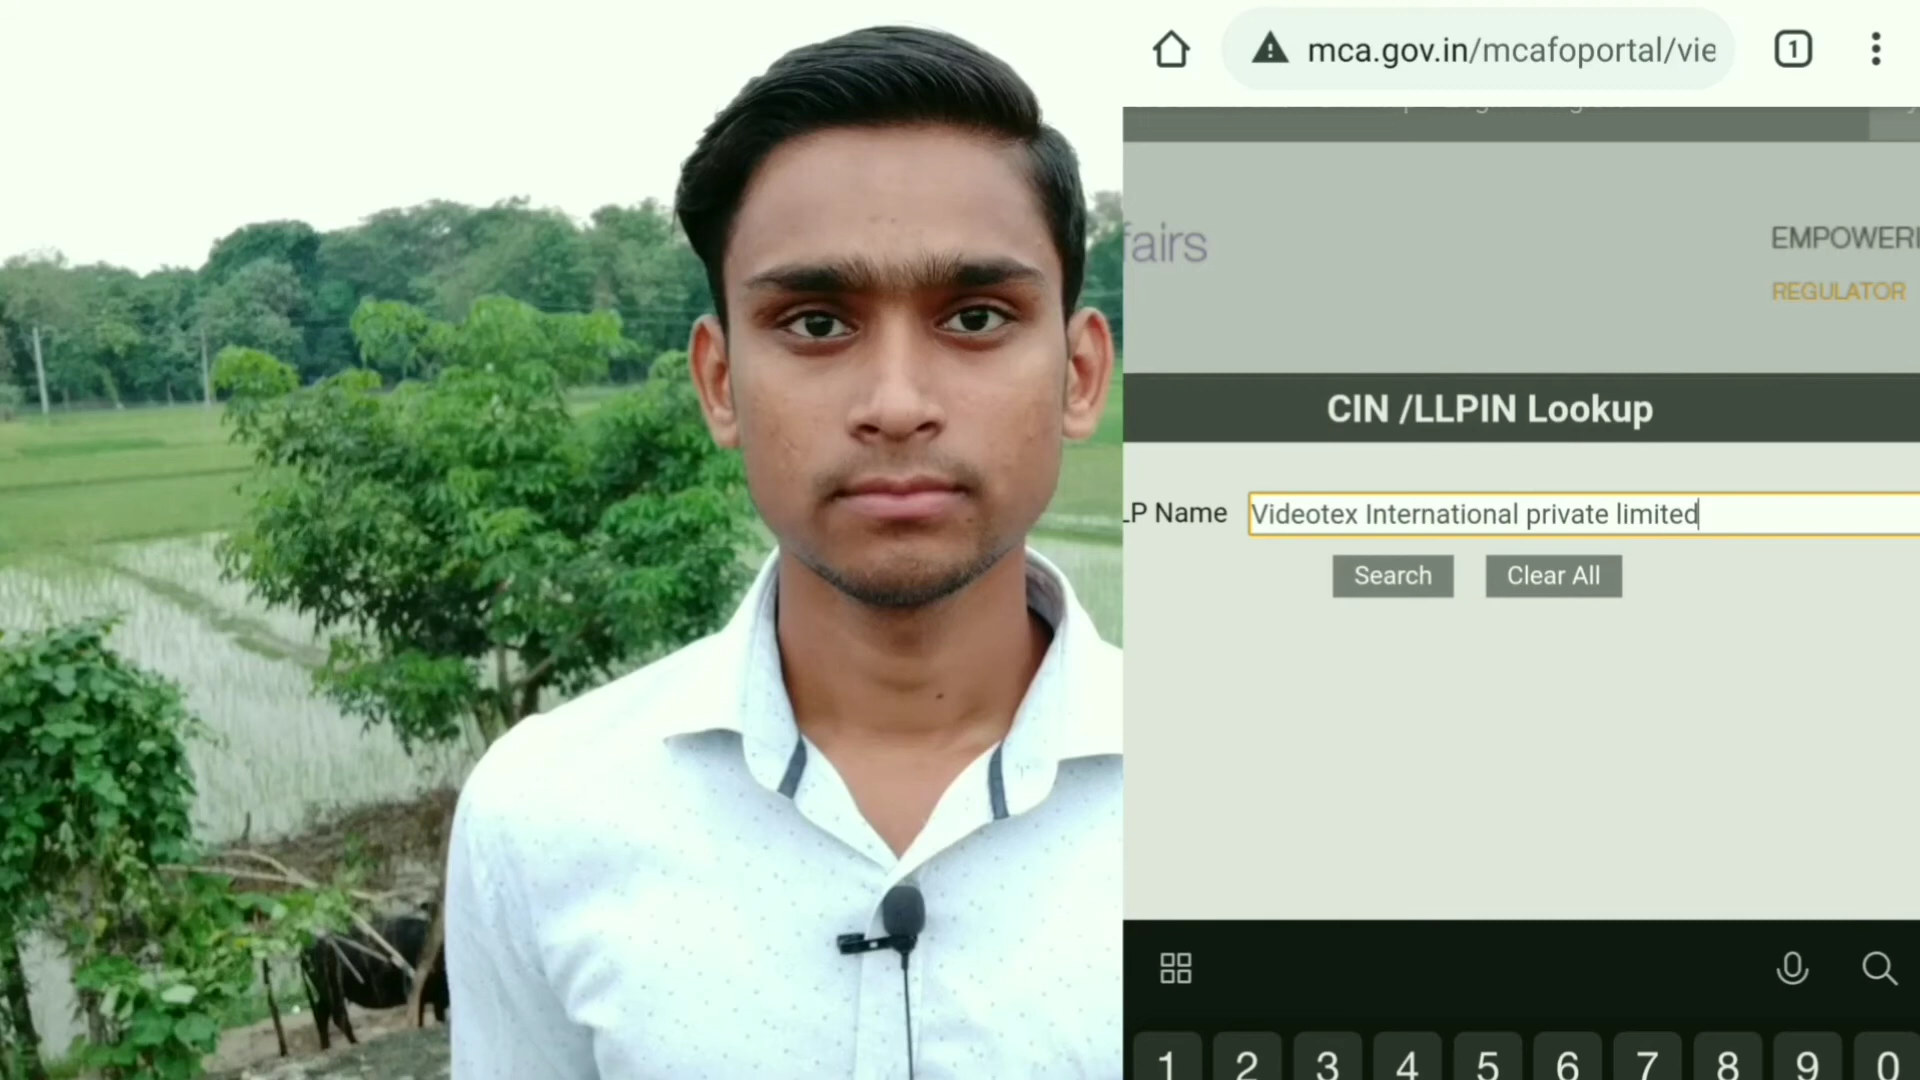 1
mca.gov.in/mcafoportal/vie
fairs
EMPOWERI
REGULATOR
CIN /LLPIN Lookup
LP Name
Videotex International private limited
Search
Clear All
1 2 3 4 5 6 7 8 9 0